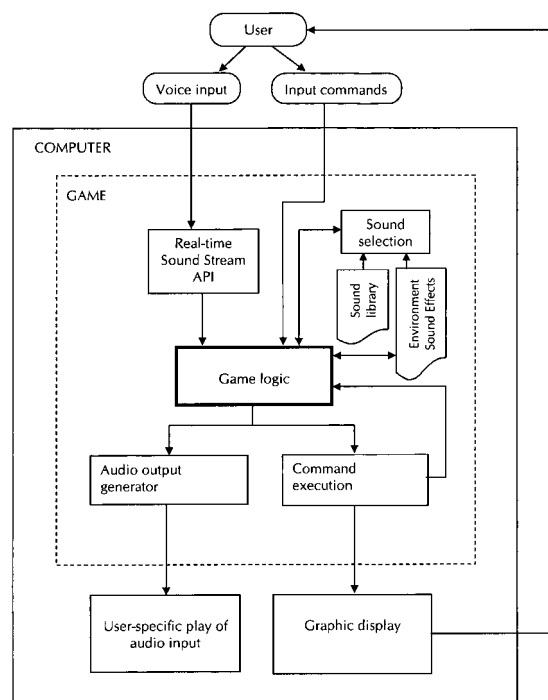 User
Voice input
Input commands
COMPUTER
GAME
Real-time
Sound Stream
API
Sound
selection
Sound
library
Environment
Sound Effects
Game logic
Audio output
generator
Command
execution
User-specific play of
audio input
Graphic display